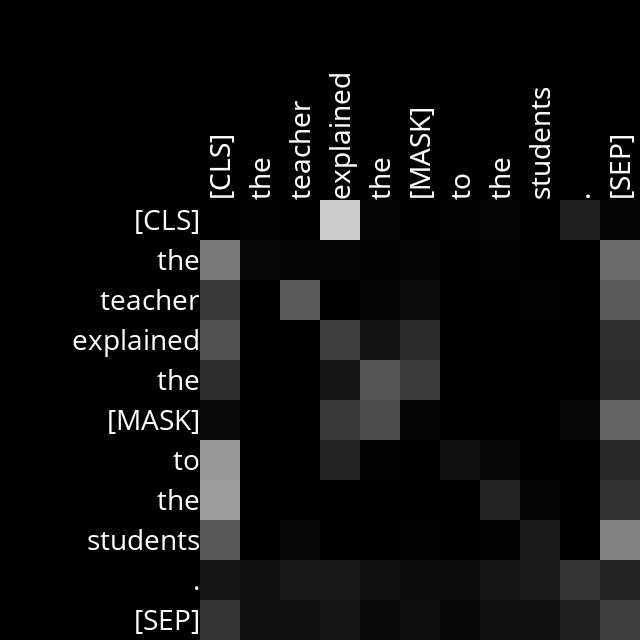 [CLS] the teacher explained the [MASK] to the students . [SEP]
[CLS]
the
teacher
explained
the
[MASK]
to
the
students
.
[SEP]